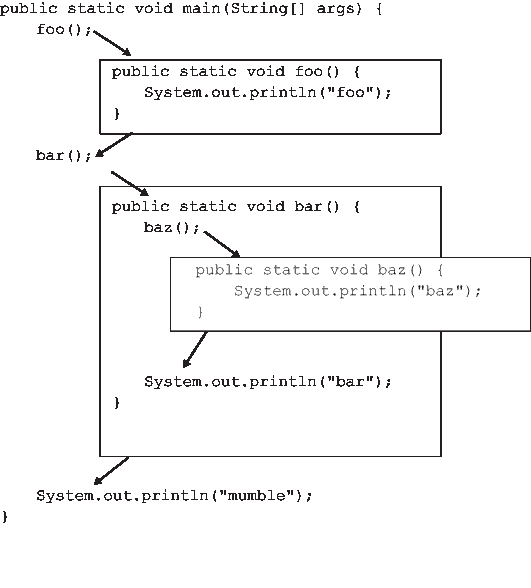 public static void main(String[] args) {
foo();
public static void foo() {
System.out.println("foo");
}
bar();
public static void bar() {
baz();
public static void baz() {
System.out.println("baz");
}
System.out.println("bar");
}
System.out.println("mumble");
}